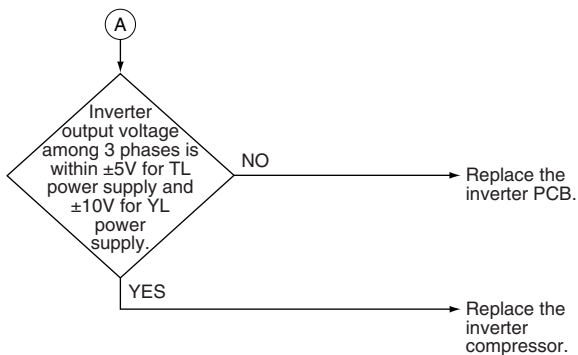 A
Inverter
output voltage
among 3 phases is
within ±5V for TL
power supply and
±10V for YL
power
supply.
NO
Replace the
inverter PCB.
YES
Replace the
inverter
compressor.